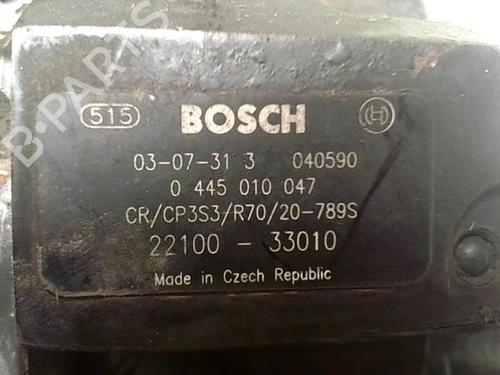 515 BOSCH
03-07-31 3 040590
0 445 010 047
CR/CP3S3/R70/20-789S
22100 - 33010
Made in Czech Republic
B-PARTS